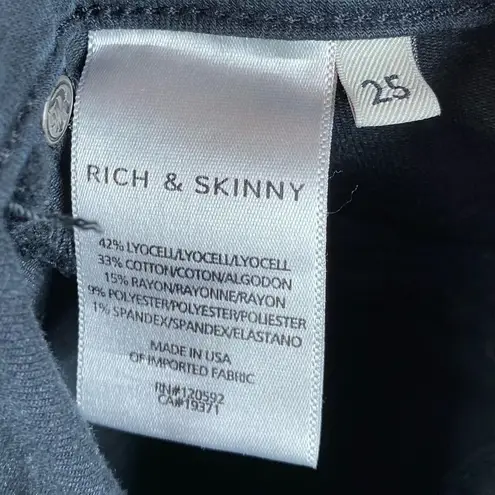 25
RICH & SKINNY
42% LYOCELL/LYOCELL/LYOCELL
33% COTTON/COTON/ALGODON
15% RAYON/RAYONNE/RAYON
9% POLYESTER/POLYESTER/POLIESTER
1% SPANDEX/SPANDEX/ELASTANO
MADE IN USA
OF IMPORTED FABRIC
RN#120592
CA#19371